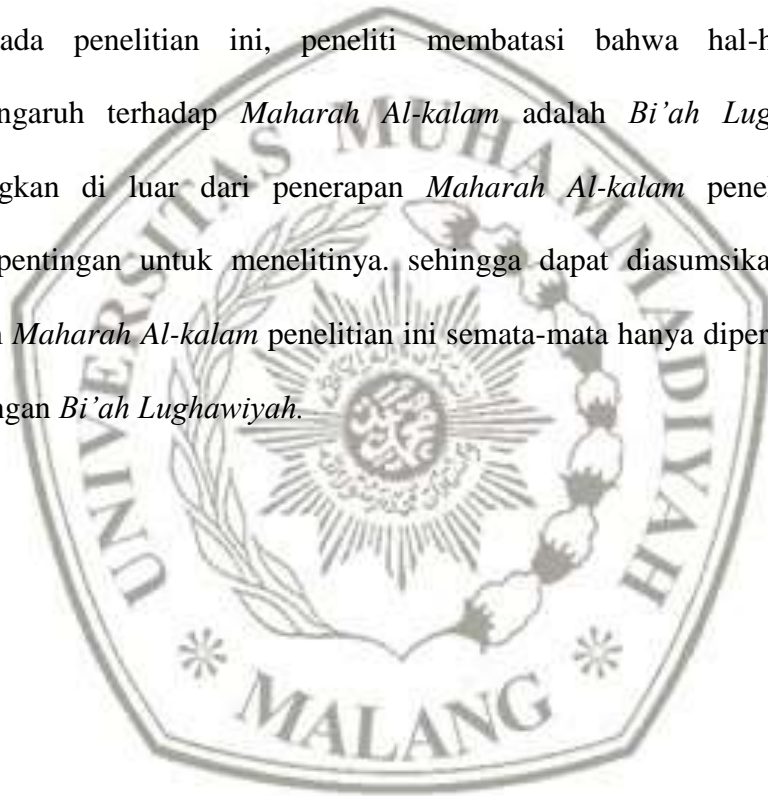 ada penelitian ini, peneliti membatasi bahwa hal-h
ngaruh terhadap Maharah Al-kalam adalah Bi’ah Lug
gkan di luar dari penerapan Maharah Al-kalam pene
pentingan untuk menelitinya. sehingga dapat diasumsika
Maharah Al-kalam penelitian ini semata-mata hanya diper
ngan Bi’ah Lughawiyah.
UNIVERSITAS MUHAMMADIYAH
MALANG